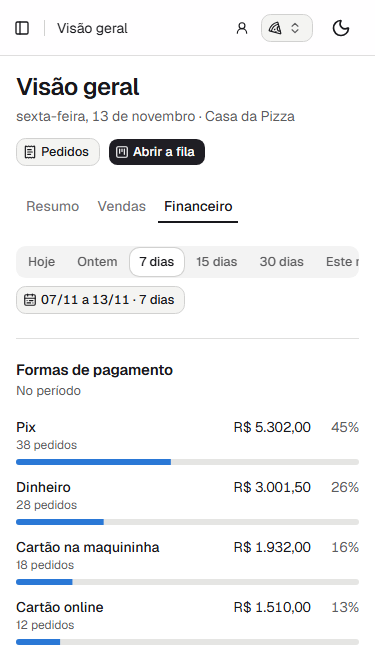 Visão geral
Visão geral
sexta-feira, 13 de novembro · Casa da Pizza
Pedidos
Abrir a fila
Resumo
Vendas
Financeiro
Hoje
Ontem
7 dias
15 dias
30 dias
Este
07/11 a 13/11 · 7 dias
Formas de pagamento
No período
Pix R$ 5.302,00 45%
38 pedidos
Dinheiro R$ 3.001,50 26%
28 pedidos
Cartão na maquininha R$ 1.932,00 16%
18 pedidos
Cartão online R$ 1.510,00 13%
12 pedidos